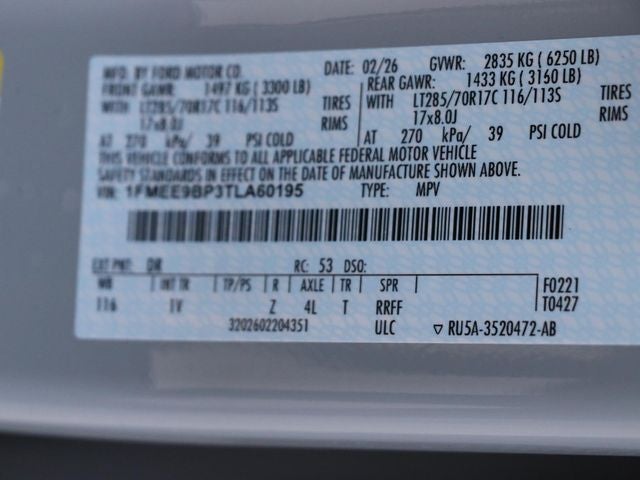 MFD. BY FORD MOTOR CO. DATE: 02/26 GVWR: 2835 KG ( 6250 LB)
FRONT GAWR: 1497 KG ( 3300 LB) REAR GAWR: 1433 KG ( 3160 LB)
WITH LT285/70R17C 116/113S TIRES WITH LT285/70R17C 116/113S TIRES
17x8.0J RIMS 17x8.0J RIMS
AT 270 kPa/ 39 PSI COLD AT 270 kPa/ 39 PSI COLD
THIS VEHICLE CONFORMS TO ALL APPLICABLE FEDERAL MOTOR VEHICLE
SAFETY STANDARDS IN EFFECT ON THE DATE OF MANUFACTURE SHOWN ABOVE.
VIN: 1FMEE9BP3TLA60195 TYPE: MPV
EXT PNT: RC: 53 DSO:
WB INT TR TP/PS R AXLE TR SPR F0221
116 1V Z 4L T RRFF T0427
3202602204351 ULC ▽ RU5A-3520472-AB